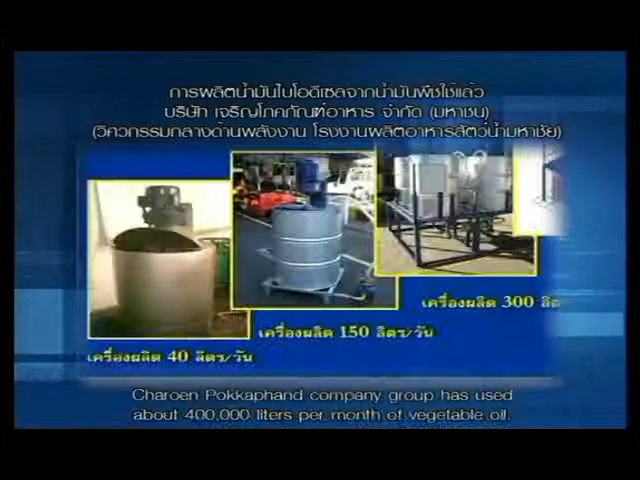 การผลิตน้ำมันไบโอดีเซลจากน้ำมันพืชใช้แล้ว
บริษัท เจริญโภคภัณฑ์อาหาร จำกัด (มหาชน)
(วิศวกรรมกลางด้านพลังงาน โรงงานผลิตอาหารสัตว์น้ำมหาชัย)
เครื่องผลิต 300 ลิต
เครื่องผลิต 150 ลิตร/วัน
เครื่องผลิต 40 ลิตร/วัน
Charoen Pokkaphand company group has used
about 400,000 liters per month of vegetable oil.